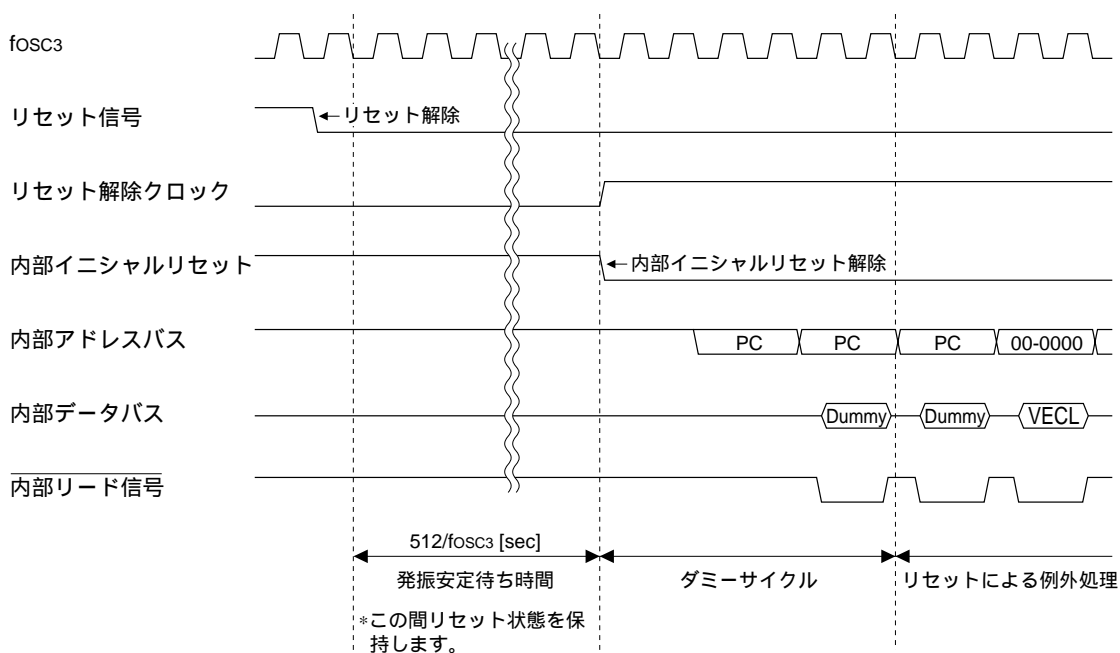 fOSC3
リセット信号
←リセット解除
リセット解除クロック
内部イニシャルリセット
←内部イニシャルリセット解除
内部アドレスバス
PC PC PC 00-0000
内部データバス
Dummy Dummy VECL
内部リード信号
512/fOSC3 [sec]
発振安定待ち時間 ダミーサイクル リセットによる例外処理
*この間リセット状態を保
持します。